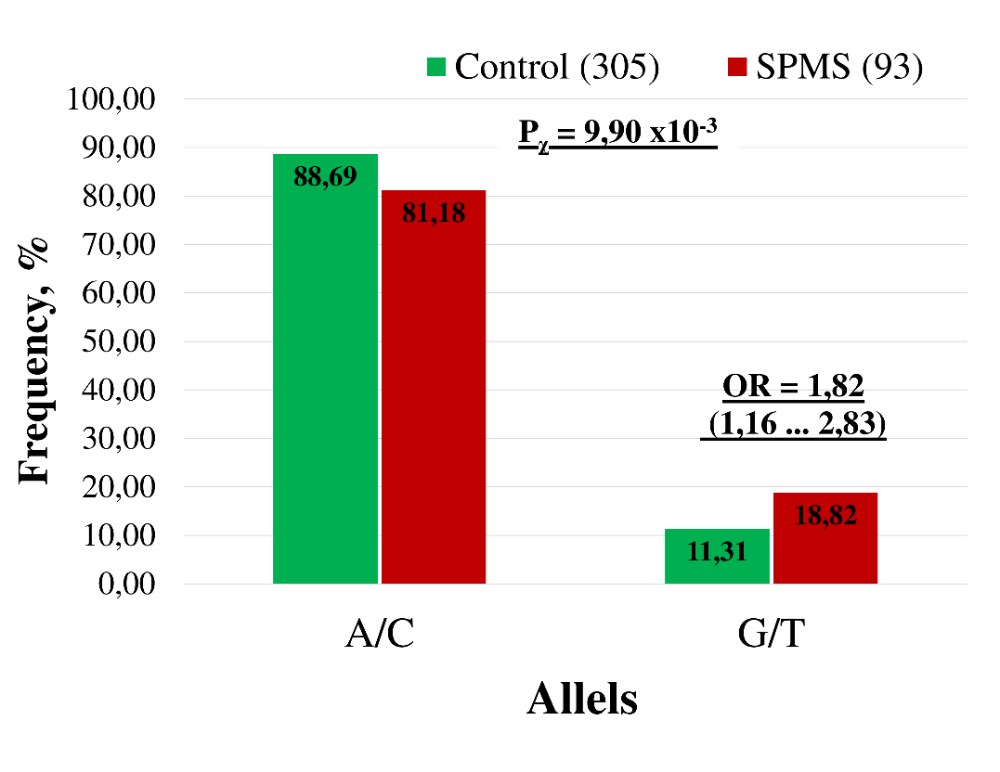 Control (305) SPMS (93)
100,00
90,00
80,00
70,00
60,00
50,00
40,00
30,00
20,00
10,00
0,00
Frequency, %
Pχ = 9,90 x10-3
88,69
81,18
OR = 1,82
(1,16 ... 2,83)
11,31
18,82
A/C G/T
Allels